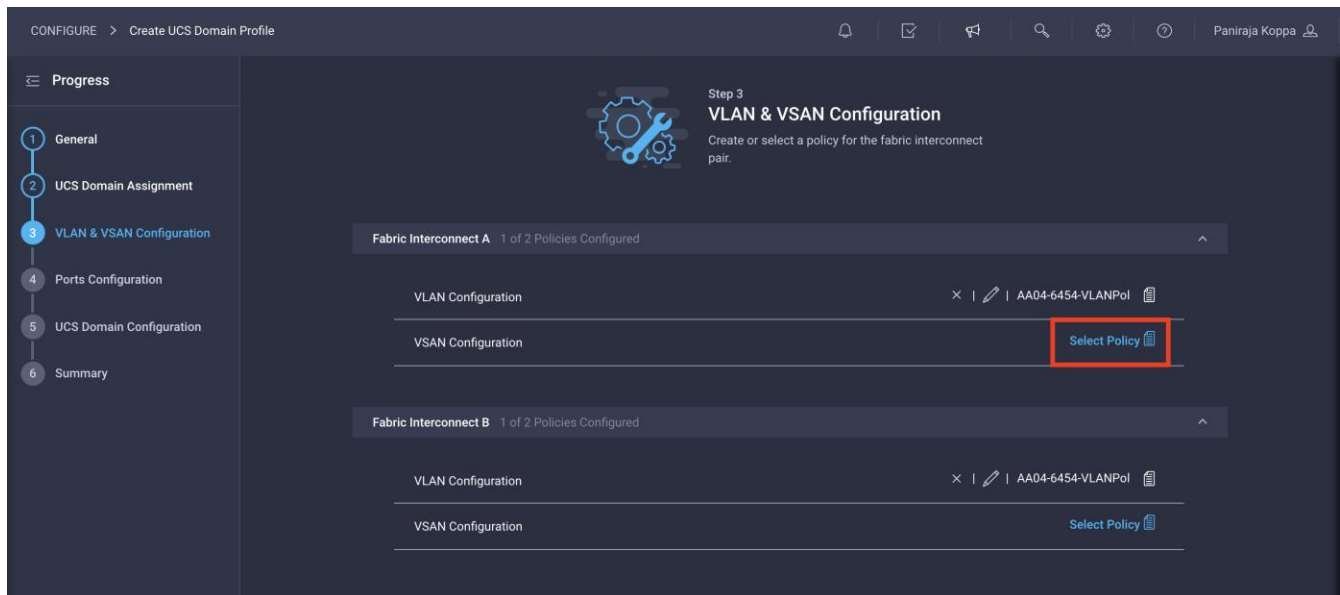 CONFIGURE > Create UCS Domain Profile
Paniraja Koppa
Progress
1 General
2 UCS Domain Assignment
3 VLAN & VSAN Configuration
4 Ports Configuration
5 UCS Domain Configuration
6 Summary
Step 3
VLAN & VSAN Configuration
Create or select a policy for the fabric interconnect
pair.
Fabric Interconnect A 1 of 2 Policies Configured
VLAN Configuration × | | AA04-6454-VLANPol
VSAN Configuration Select Policy
Fabric Interconnect B 1 of 2 Policies Configured
VLAN Configuration × | | AA04-6454-VLANPol
VSAN Configuration Select Policy